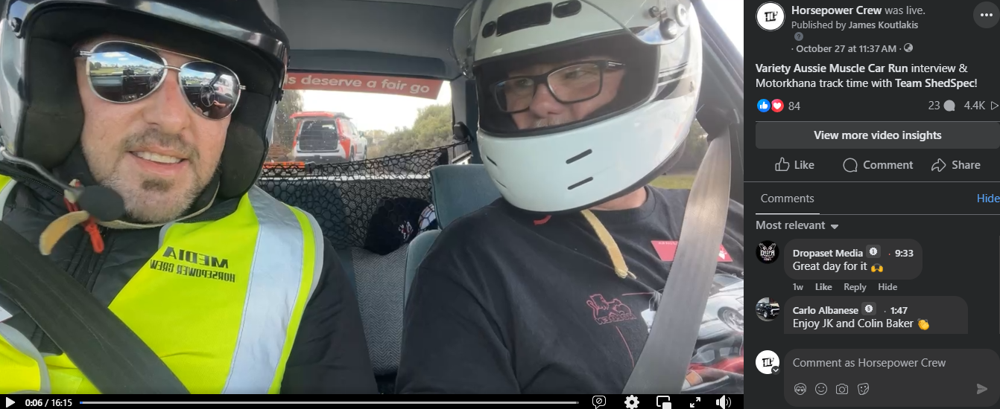 s deserve a fair go
MEDIA
HORSEPOWER CREW
0:06 / 16:15
Horsepower Crew was live.
Published by James Koutlakis
· October 27 at 11:37 AM ·
Variety Aussie Muscle Car Run interview &
Motorkhana track time with Team ShedSpec!
84
23
4.4K
View more video insights
Like
Comment
Share
Comments
Hide
Most relevant
Dropaset Media · 9:33
Great day for it
1w Like Reply Hide
Carlo Albanese · 1:47
Enjoy JK and Colin Baker
Comment as Horsepower Crew